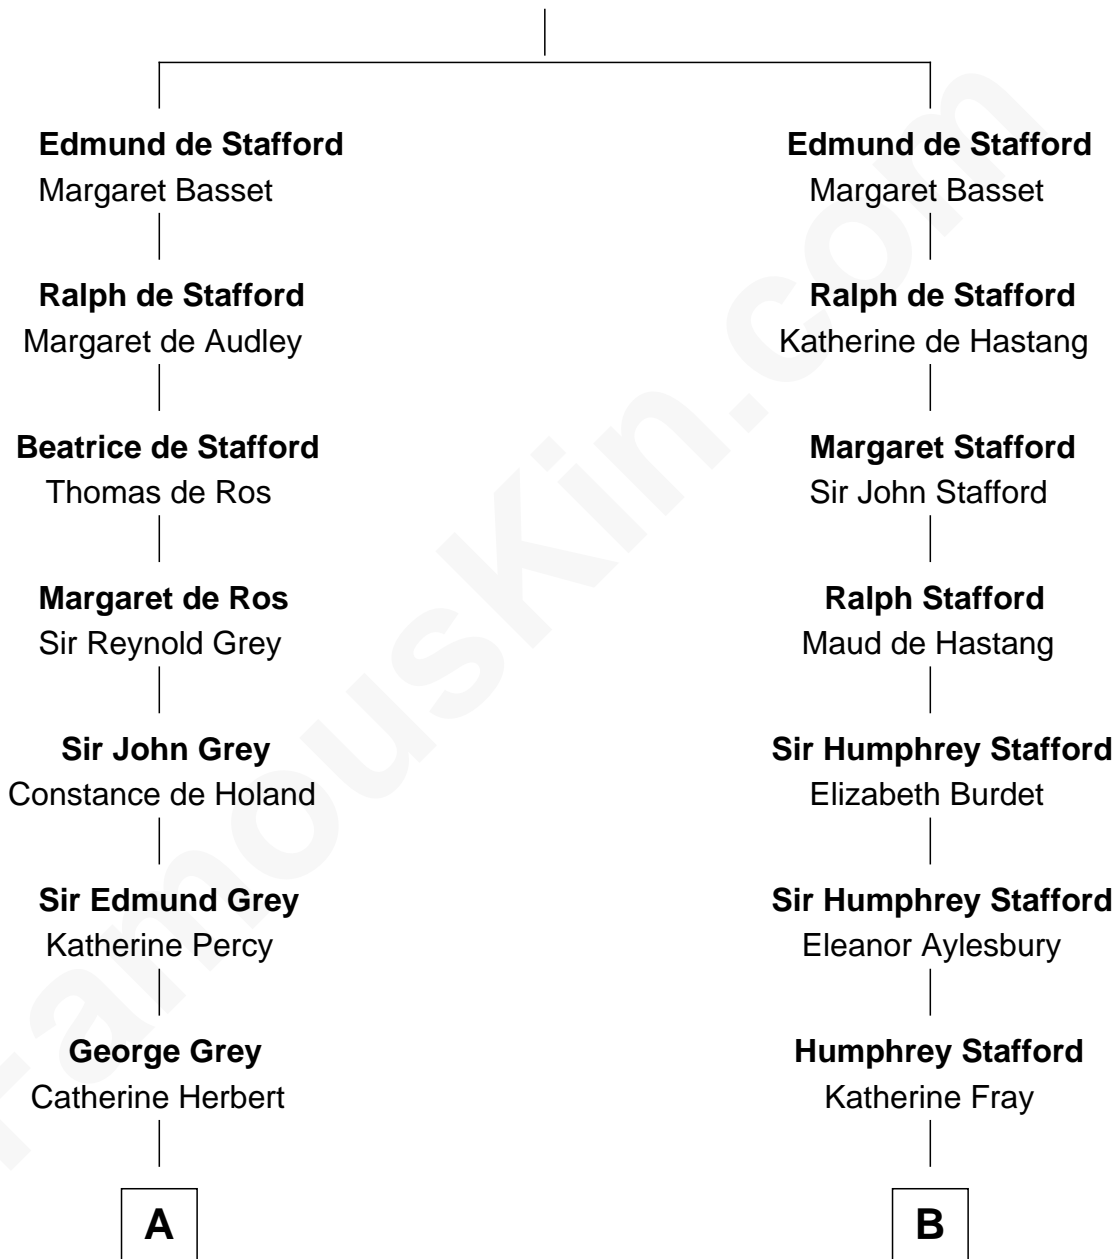 Edmund de Stafford
Margaret Basset
Ralph de Stafford
Margaret de Audley
Beatrice de Stafford
Thomas de Ros
Margaret de Ros
Sir Reynold Grey
Sir John Grey
Constance de Holand
Sir Edmund Grey
Katherine Percy
George Grey
Catherine Herbert
A
Edmund de Stafford
Margaret Basset
Ralph de Stafford
Katherine de Hastang
Margaret Stafford
Sir John Stafford
Ralph Stafford
Maud de Hastang
Sir Humphrey Stafford
Elizabeth Burdet
Sir Humphrey Stafford
Eleanor Aylesbury
Humphrey Stafford
Katherine Fray
B
FamousKin.com